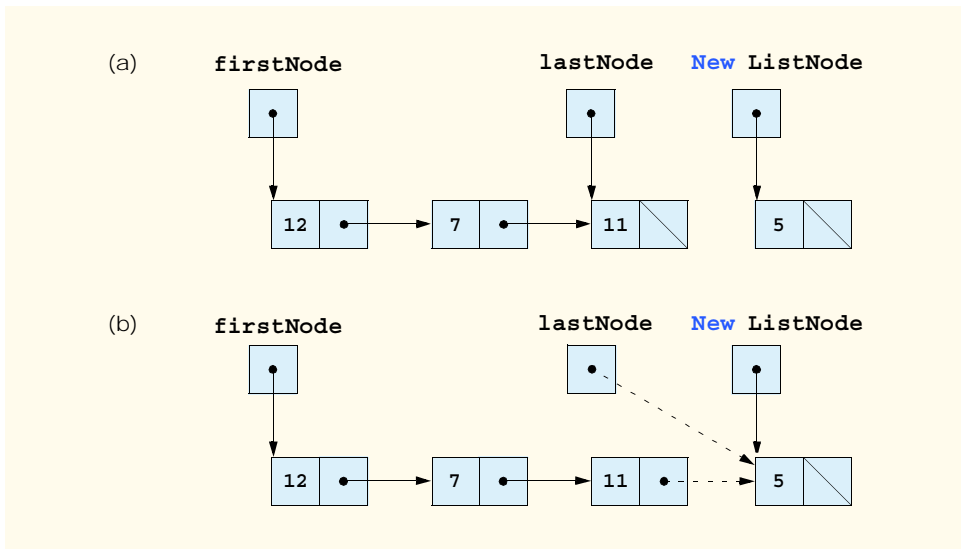 (a) firstNode lastNode New ListNode
12 7 11 5
(b) firstNode lastNode New ListNode
12 7 11 5